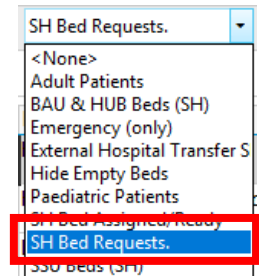 SH Bed Requests.
<None>
Adult Patients
BAU & HUB Beds (SH)
Emergency (only)
External Hospital Transfer S
Hide Empty Beds
Paediatric Patients
SH Bed Assigned/Ready
SH Bed Requests.
SSU Beds (SH)